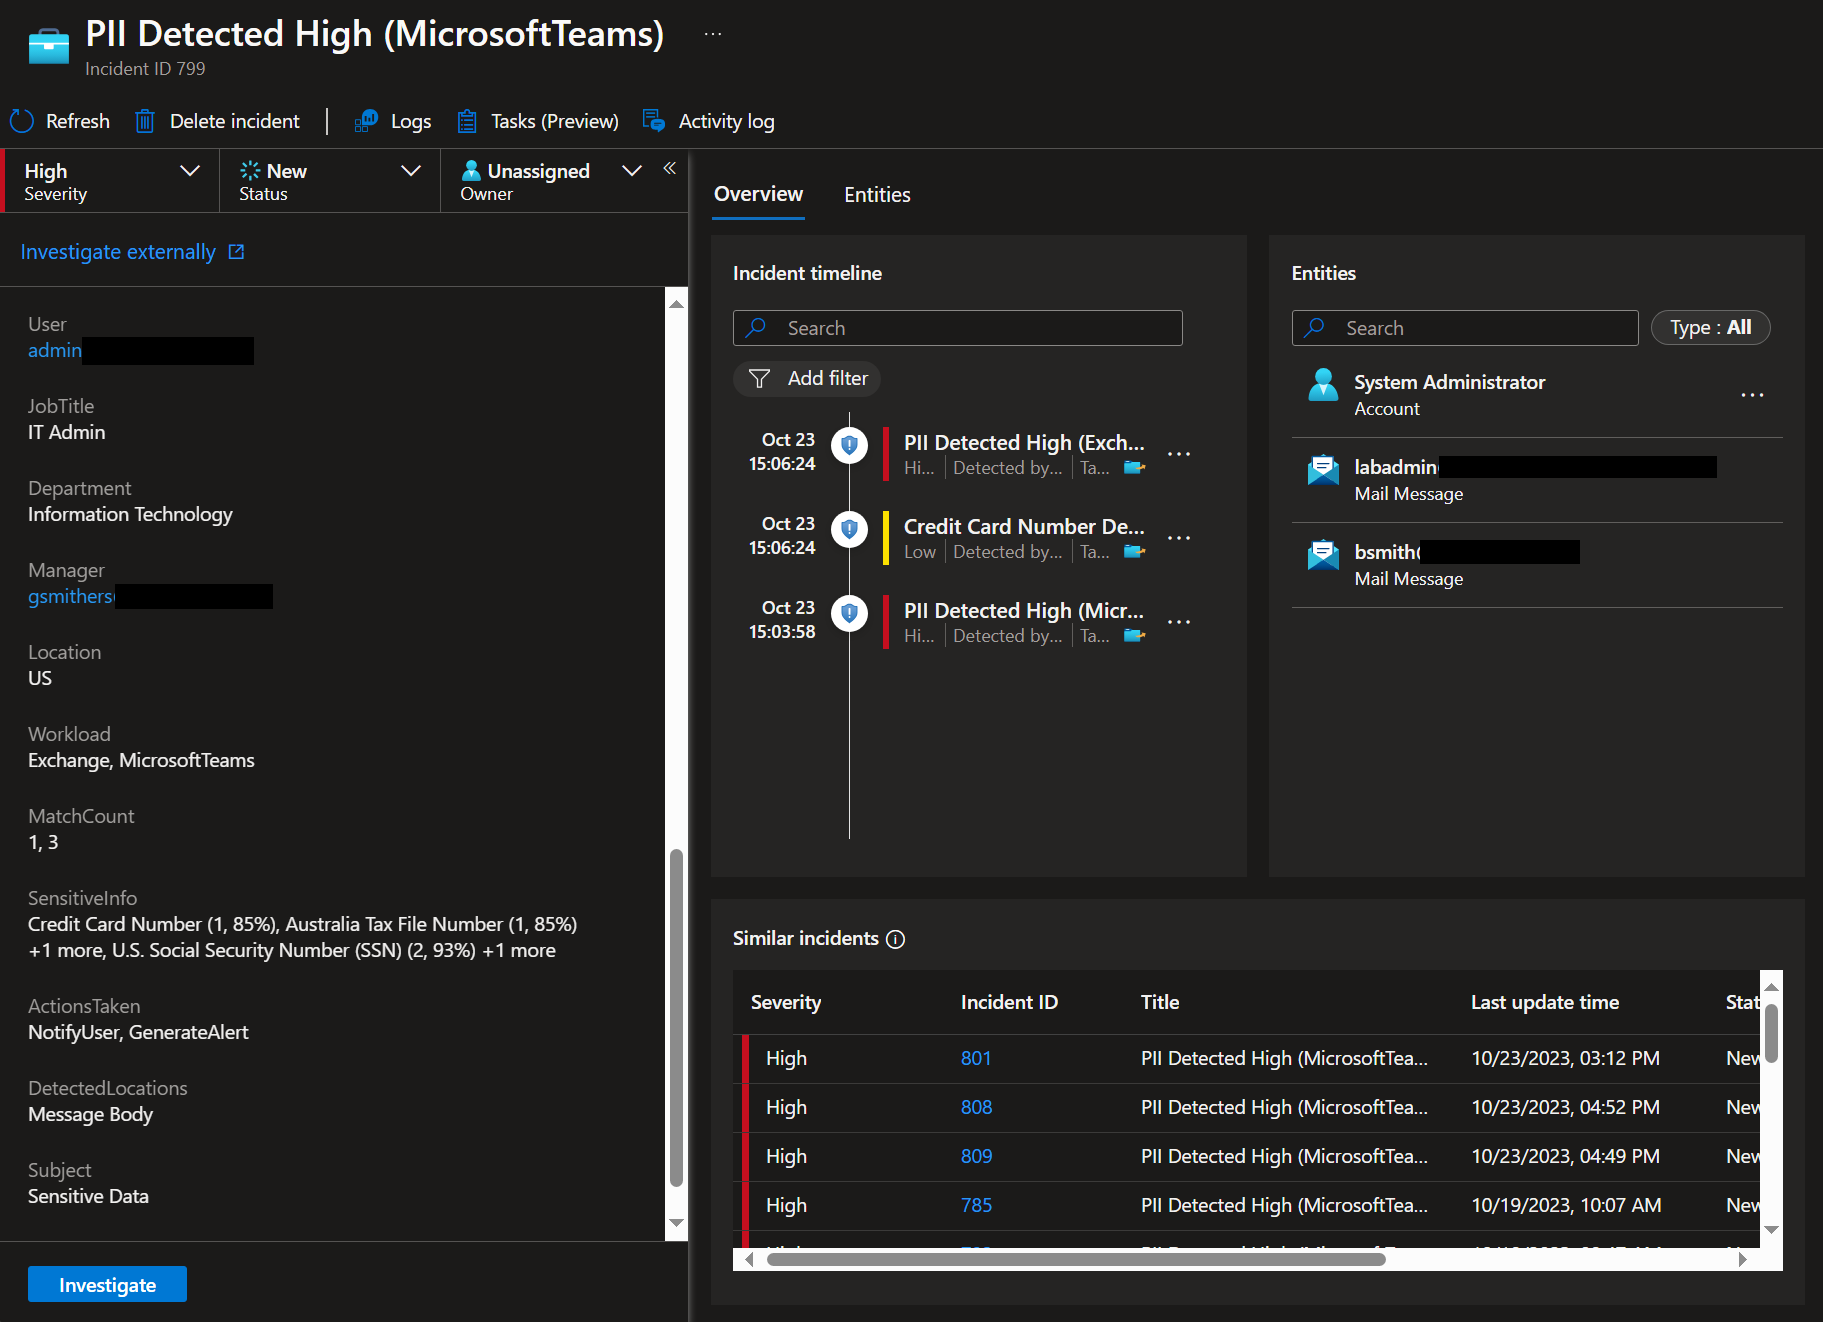 PII Detected High (MicrosoftTeams) ...
Incident ID 799
Refresh Delete incident Logs Tasks (Preview) Activity log
High
Severity
New
Status
Unassigned
Owner
Investigate externally
User
admin
JobTitle
IT Admin
Department
Information Technology
Manager
gsmithers
Location
US
Workload
Exchange, MicrosoftTeams
MatchCount
1, 3
SensitiveInfo
Credit Card Number (1, 85%), Australia Tax File Number (1, 85%)
+1 more, U.S. Social Security Number (SSN) (2, 93%) +1 more
ActionsTaken
NotifyUser, GenerateAlert
DetectedLocations
Message Body
Subject
Sensitive Data
Investigate
Overview Entities
Incident timeline
Search
Add filter
Oct 23
15:06:24
PII Detected High (Exch...
Hi... Detected by... Ta...
Oct 23
15:06:24
Credit Card Number De...
Low Detected by... Ta...
Oct 23
15:03:58
PII Detected High (Micr...
Hi... Detected by... Ta...
Entities
Search Type : All
System Administrator
Account
labadmin
Mail Message
bsmith
Mail Message
Similar incidents
Severity Incident ID Title Last update time Stat
High 801 PII Detected High (MicrosoftTea... 10/23/2023, 03:12 PM New
High 808 PII Detected High (MicrosoftTea... 10/23/2023, 04:52 PM New
High 809 PII Detected High (MicrosoftTea... 10/23/2023, 04:49 PM New
High 785 PII Detected High (MicrosoftTea... 10/19/2023, 10:07 AM New